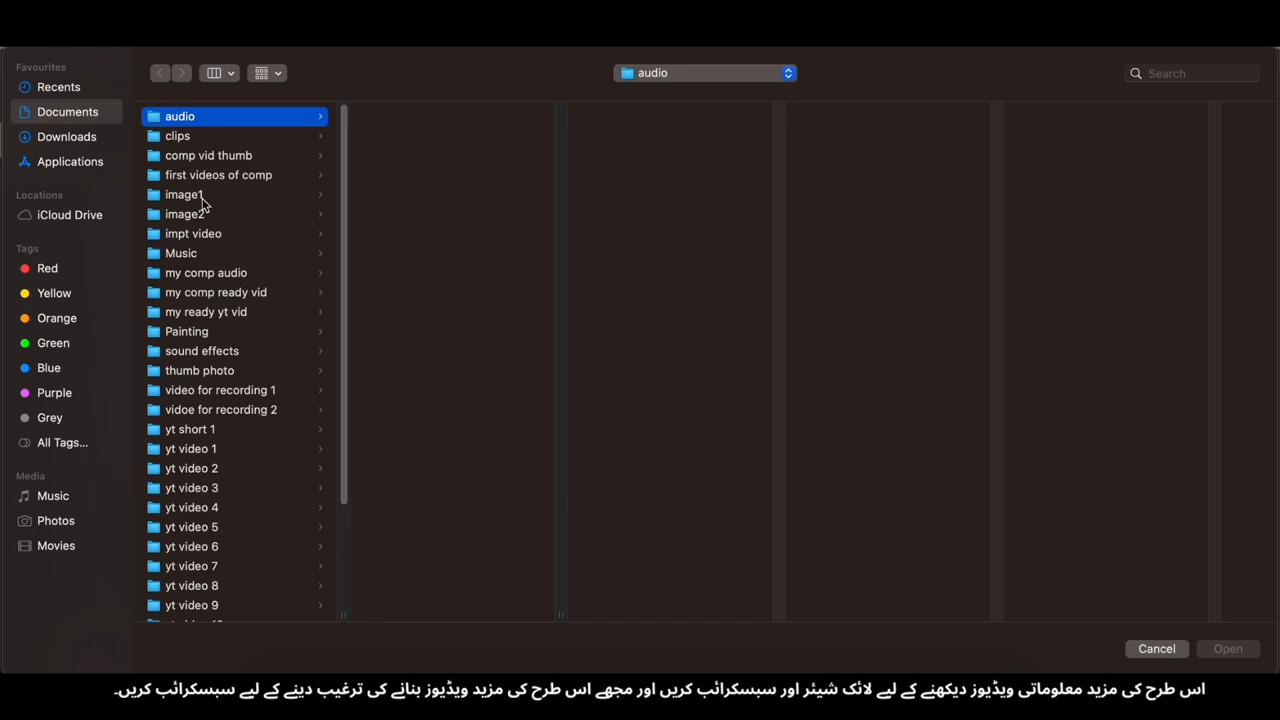 Favourites
Recents
Documents
Downloads
Applications
Locations
iCloud Drive
Tags
Red
Yellow
Orange
Green
Blue
Purple
Grey
All Tags...
Media
Music
Photos
Movies
audio
Search
audio
clips
comp vid thumb
first videos of comp
image1
image2
impt video
Music
my comp audio
my comp ready vid
my ready yt vid
Painting
sound effects
thumb photo
video for recording 1
vidoe for recording 2
yt short 1
yt video 1
yt video 2
yt video 3
yt video 4
yt video 5
yt video 6
yt video 7
yt video 8
yt video 9
Cancel
Open
اس طرح کی مزید معلوماتی ویڈیوز دیکھنے کے لیے لائک شیئر اور سبسکرائب کریں اور مجھے اس طرح کی مزید ویڈیوز بنانے کی ترغیب دینے کے لیے سبسکرائب کریں۔